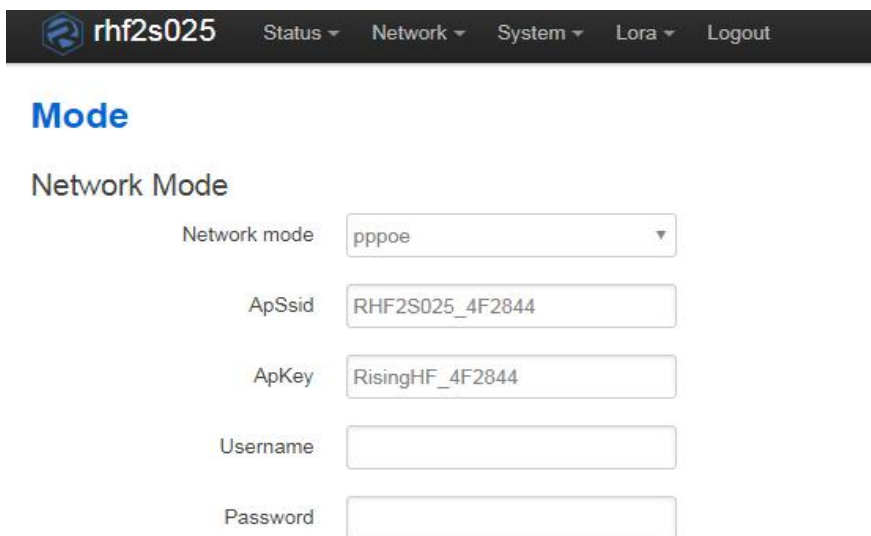 rhf2s025 Status Network System Lora Logout
Mode
Network Mode
Network mode pppoe
ApSsid RHF2S025_4F2844
ApKey RisingHF_4F2844
Username
Password